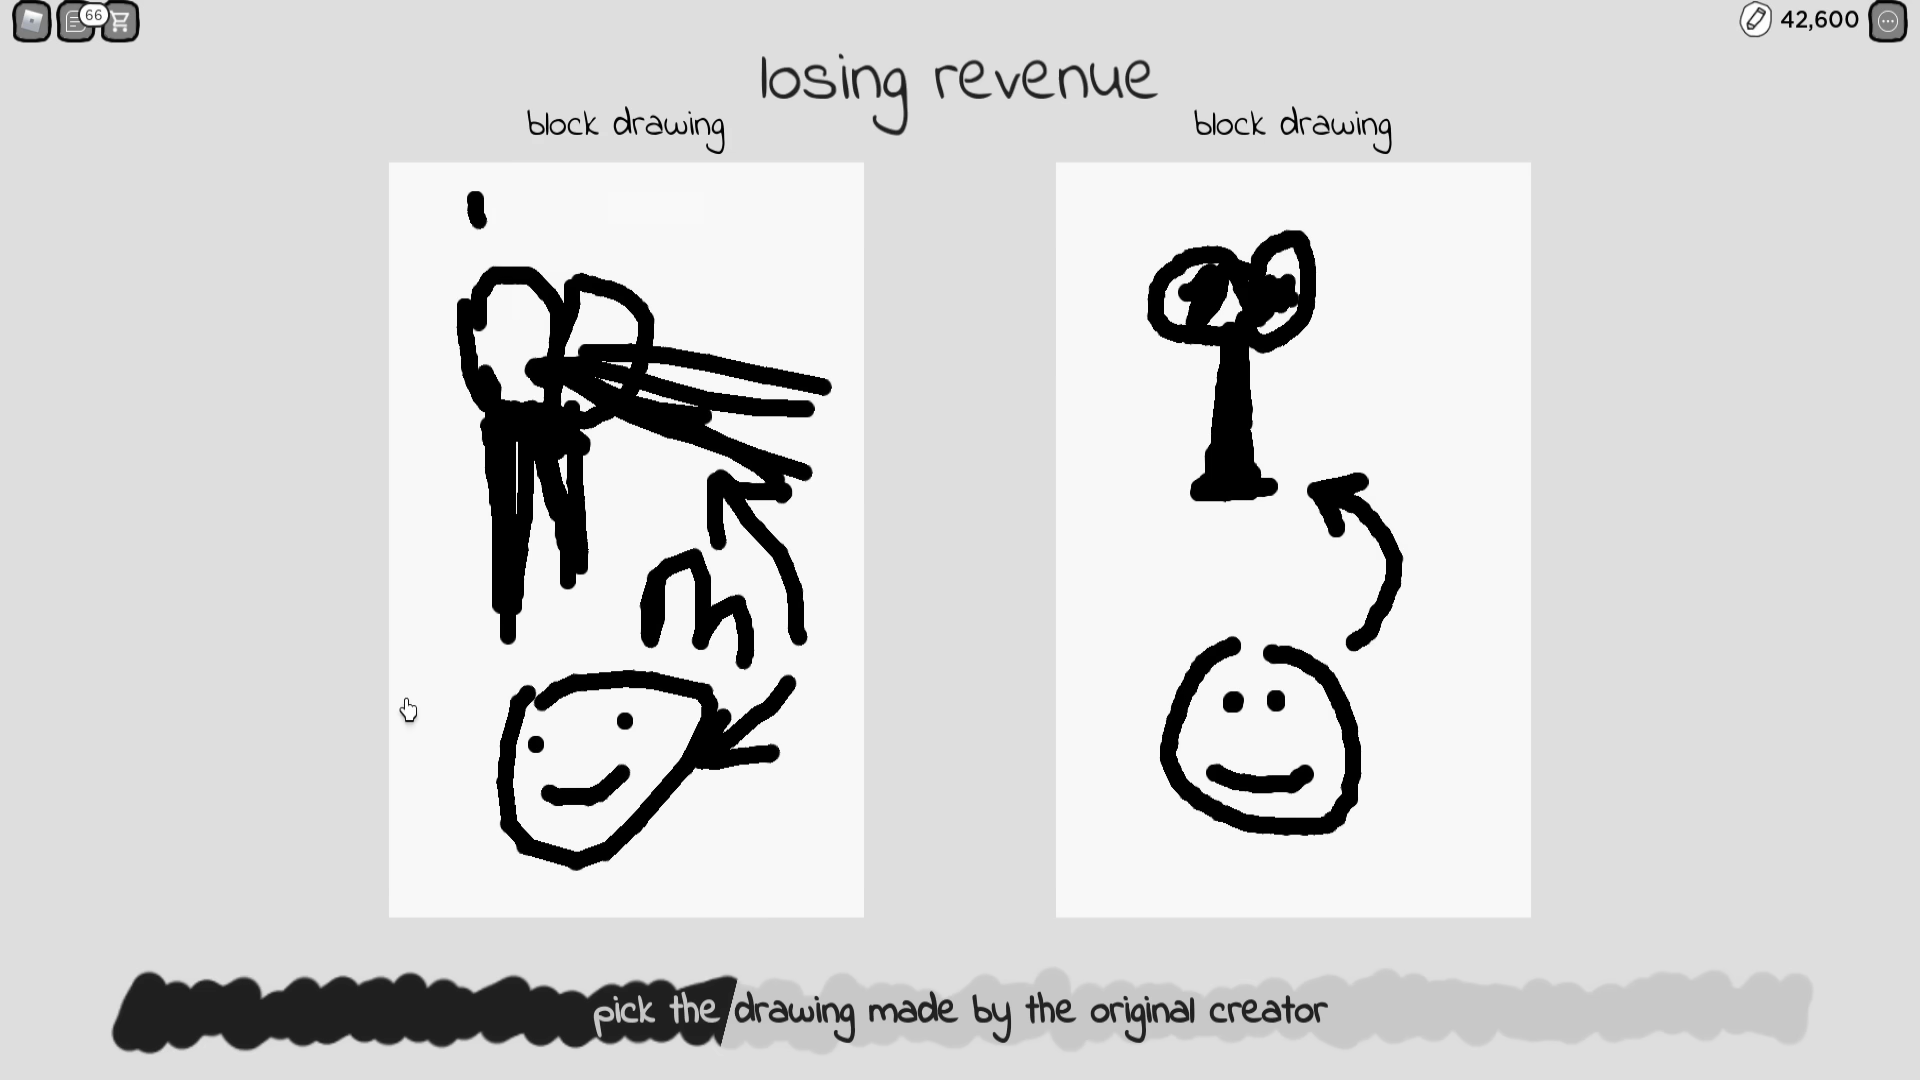 66
42,600
losing revenue
block drawing
block drawing
pick the drawing made by the original creator